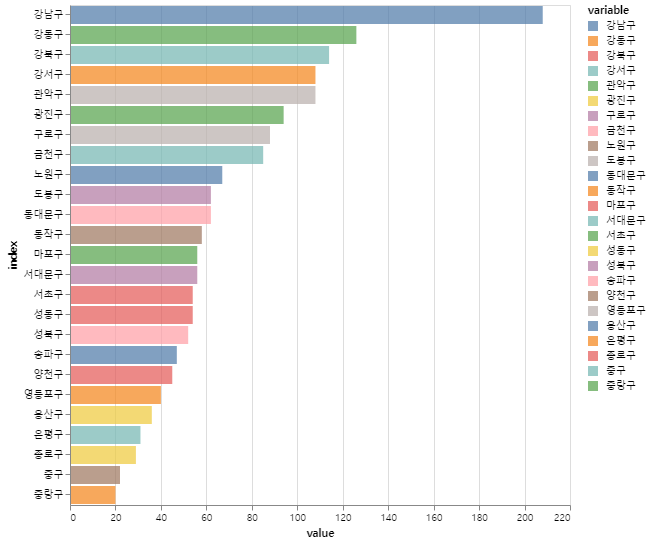 강남구
강동구
강북구
강서구
관악구
광진구
구로구
금천구
노원구
도봉구
동대문구
동작구
마포구
서대문구
서초구
성동구
성북구
송파구
양천구
영등포구
용산구
은평구
종로구
중구
중랑구
index
0 20 40 60 80 100 120 140 160 180 200 220
value
variable
강남구
강동구
강북구
강서구
관악구
광진구
구로구
금천구
노원구
도봉구
동대문구
동작구
마포구
서대문구
서초구
성동구
성북구
송파구
양천구
영등포구
용산구
은평구
종로구
중구
중랑구